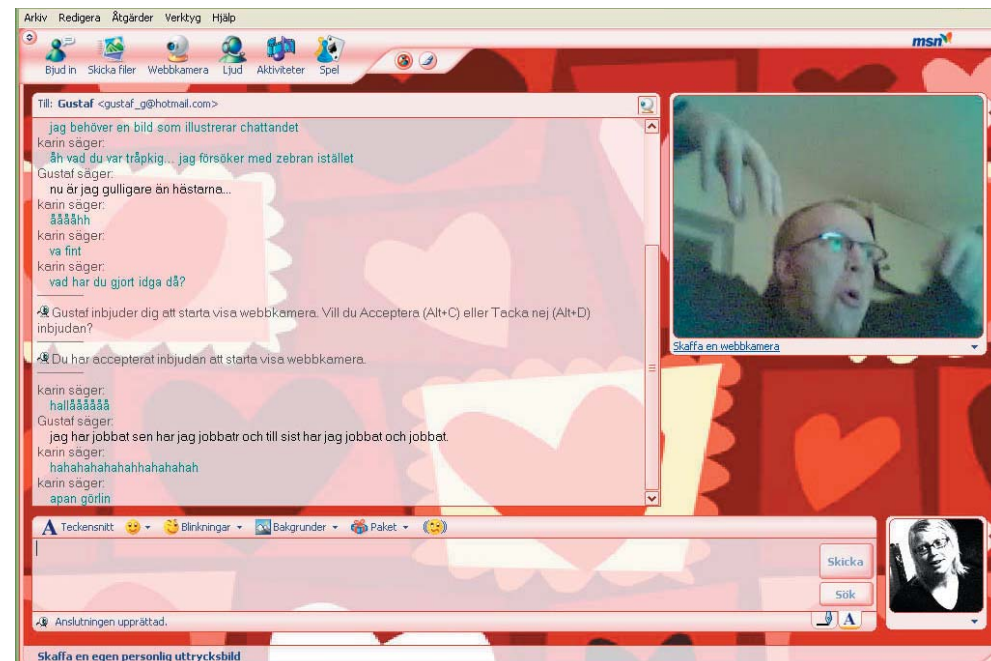 Arkiv Redigera Åtgärder Verktyg Hjälp
msn
Bjud in Skicka filer Webbkamera Ljud Aktiviteter Spel
Till: Gustaf <gustaf_g@hotmail.com>
jag behöver en bild som illustrerar chattandet
karin säger:
åh vad du var tråpkig... jag försöker med zebran istället
Gustaf säger:
nu är jag gulligare än hästarna...
karin säger:
ååååhh
karin säger:
va fint
karin säger:
vad har du gjort idga då?
Gustaf inbjuder dig att starta visa webbkamera. Vill du Acceptera (Alt+C) eller Tacka nej (Alt+D)
inbjudan?
Du har accepterat inbjudan att starta visa webbkamera.
karin säger:
hallåååååå
Gustaf säger:
jag har jobbat sen har jag jobbatr och till sist har jag jobbat och jobbat.
karin säger:
hahahahahahahhahahahah
karin säger:
apan görlin
Skaffa en webbkamera
A Teckensnitt Blinkningar Bakgrunder Paket
Skicka
Sök
Anslutningen upprättad.
A
Skaffa en egen personlig uttrycksbild